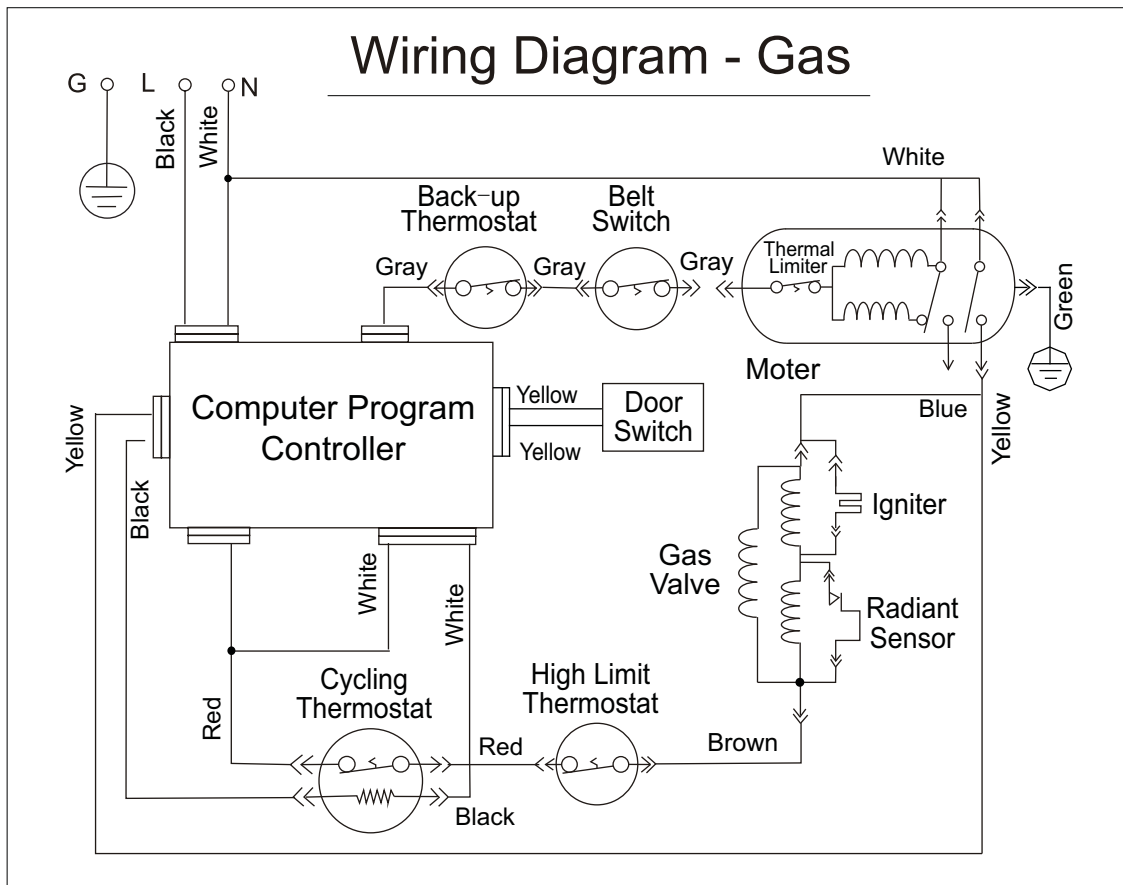 Wiring Diagram - Gas
G
L
N
Black
White
White
Back-up
Thermostat
Belt
Switch
Gray
Gray
Gray
Thermal
Limiter
Green
Moter
Computer Program
Controller
Yellow
Yellow
Door
Switch
Blue
Yellow
Yellow
Black
Igniter
Gas
Valve
Radiant
Sensor
White
White
Red
Cycling
Thermostat
High Limit
Thermostat
Red
Brown
Black